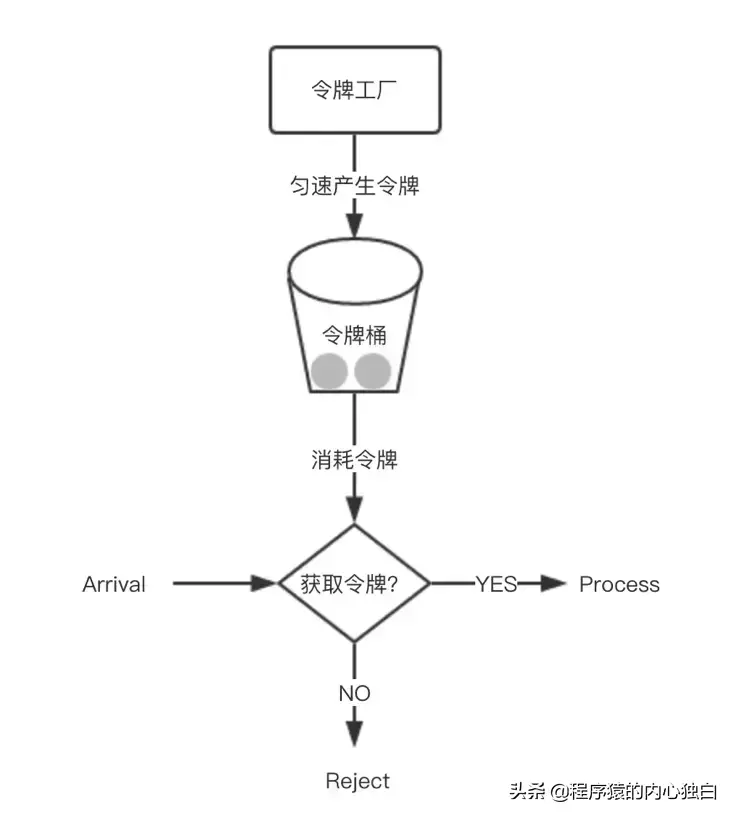 令牌工厂
匀速产生令牌
令牌桶
消耗令牌
Arrival
获取令牌?
YES
Process
NO
Reject
头条 @程序猿的内心独白